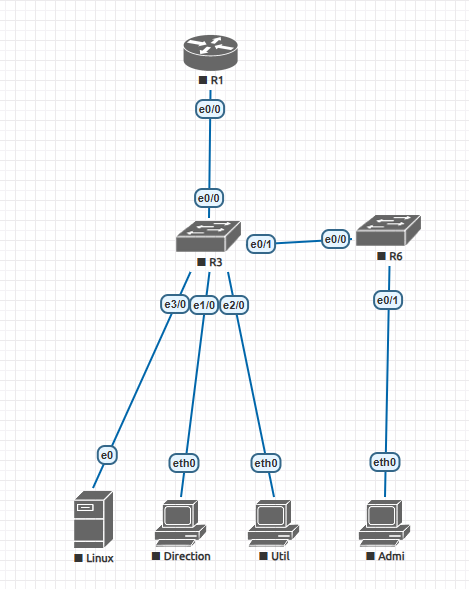 R1
e0/0
e0/0
R3
e0/1
e0/0
R6
e3/0
e1/0
e2/0
e0/1
e0
eth0
eth0
eth0
Linux
Direction
Util
Admi